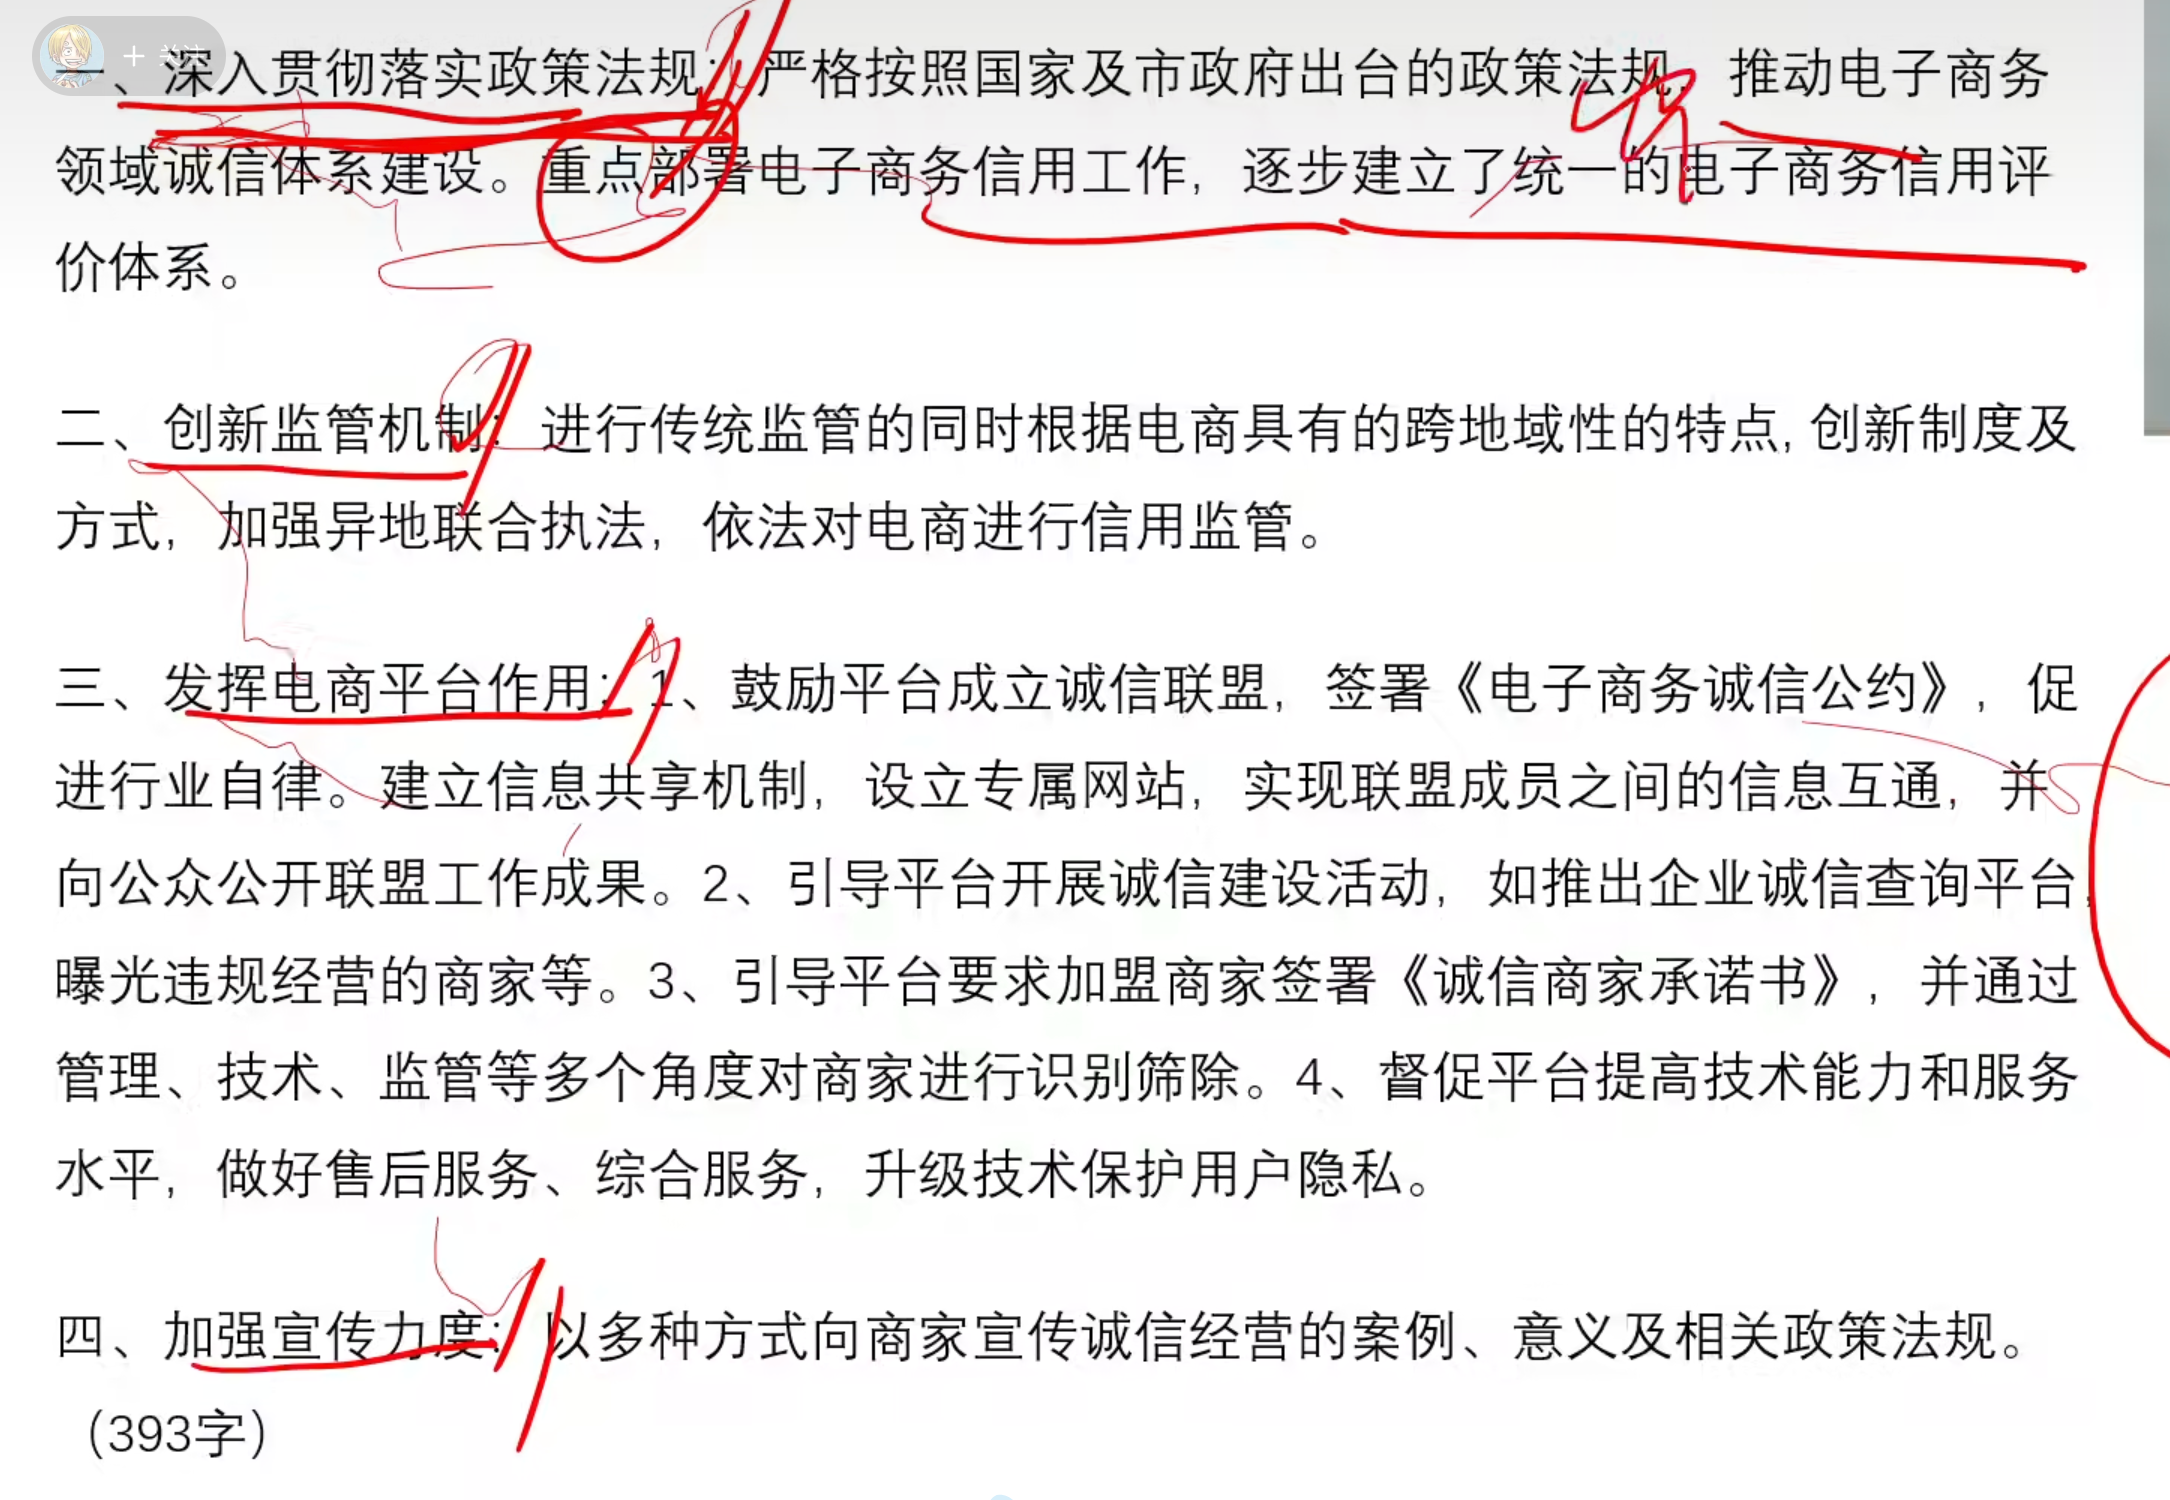 + 关注
一、深入贯彻落实政策法规：严格按照国家及市政府出台的政策法规，推动电子商务
领域诚信体系建设。重点部署电子商务信用工作，逐步建立了统一的电子商务信用评
价体系。
二、创新监管机制：进行传统监管的同时根据电商具有的跨地域性的特点,创新制度及
方式，加强异地联合执法，依法对电商进行信用监管。
三、发挥电商平台作用：1、鼓励平台成立诚信联盟，签署《电子商务诚信公约》，促
进行业自律。建立信息共享机制，设立专属网站，实现联盟成员之间的信息互通，并
向公众公开联盟工作成果。2、引导平台开展诚信建设活动，如推出企业诚信查询平台，
曝光违规经营的商家等。3、引导平台要求加盟商家签署《诚信商家承诺书》，并通过
管理、技术、监管等多个角度对商家进行识别筛除。4、督促平台提高技术能力和服务
水平，做好售后服务、综合服务，升级技术保护用户隐私。
四、加强宣传力度：以多种方式向商家宣传诚信经营的案例、意义及相关政策法规。
（393字）